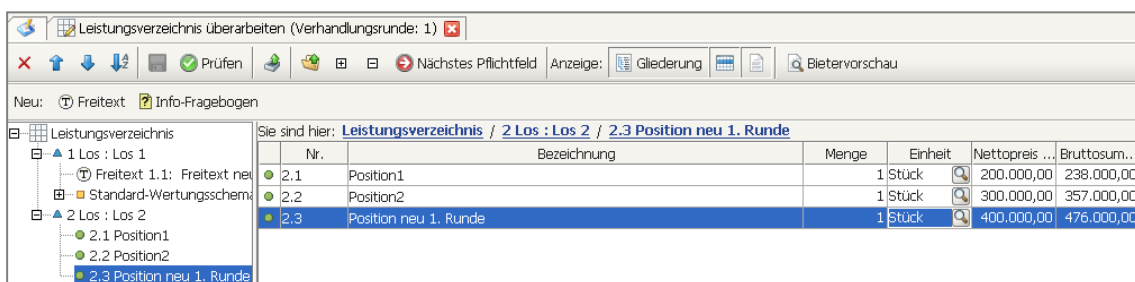 Leistungsverzeichnis überarbeiten (Verhandlungsrunde: 1)
Prüfen Nächstes Pflichtfeld Anzeige: Gliederung Bietervorschau
Neu: Freitext Info-Fragebogen
Leistungsverzeichnis
1 Los : Los 1
Freitext 1.1: Freitext neu
Standard-Wertungsschema
2 Los : Los 2
2.1 Position1
2.2 Position2
2.3 Position neu 1. Runde
Sie sind hier: Leistungsverzeichnis / 2 Los : Los 2 / 2.3 Position neu 1. Runde
Nr. Bezeichnung Menge Einheit Nettopreis ... Bruttosum...
2.1 Position1 1 Stück 200.000,00 238.000,00
2.2 Position2 1 Stück 300.000,00 357.000,00
2.3 Position neu 1. Runde 1 Stück 400.000,00 476.000,00